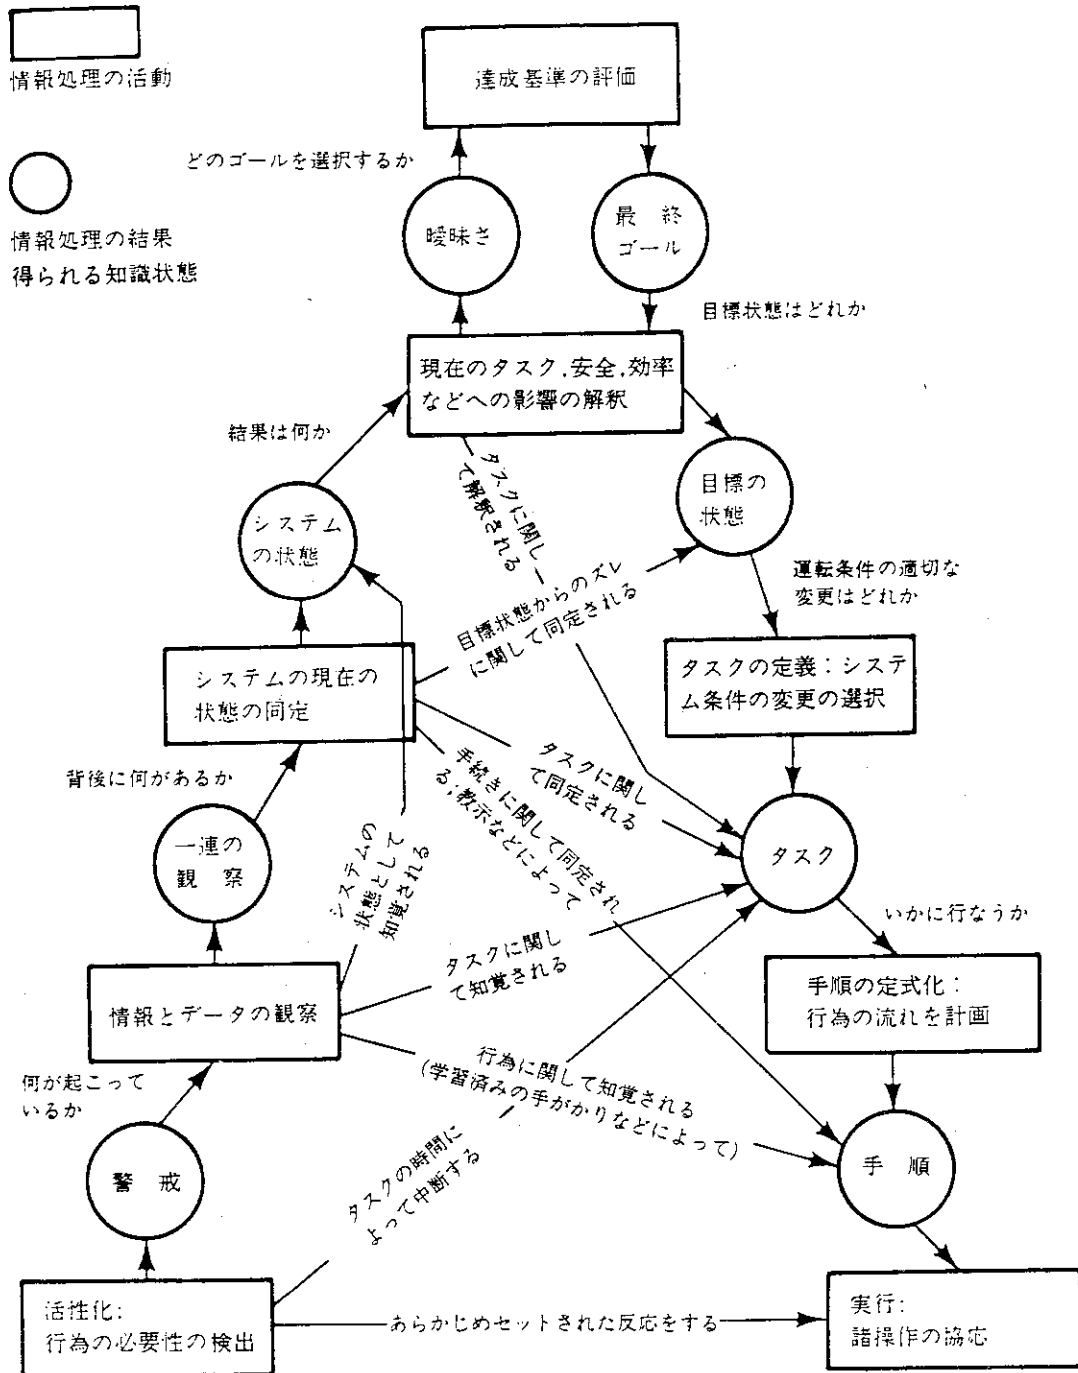 情報処理の活動
情報処理の結果
得られる知識状態
達成基準の評価
どのゴールを選択するか
曖昧さ
最 終
ゴール
目標状態はどれか
現在のタスク,安全,効率
などへの影響の解釈
結果は何か
タスクに関し
て解釈される
目標の
状態
システム
の状態
目標状態からのズレ
に関して同定される
運転条件の適切な
変更はどれか
システムの現在の
状態の同定
タスクの定義：システ
ム条件の変更の選択
背後に何があるか
タスクに関し
て同定される
手続きに関して同定され
る;教示などによって
一連の
観 察
システムの
状態として
知覚される
タスク
いかに行なうか
タスクに関し
て知覚される
情報とデータの観察
手順の定式化：
行為の流れを計画
何が起こって
いるか
行為に関して知覚される
(学習済みの手がかりなどによって)
警 戒
タスクの時間に
よって中断する
手 順
活性化:
行為の必要性の検出
あらかじめセットされた反応をする
実行:
諸操作の協応